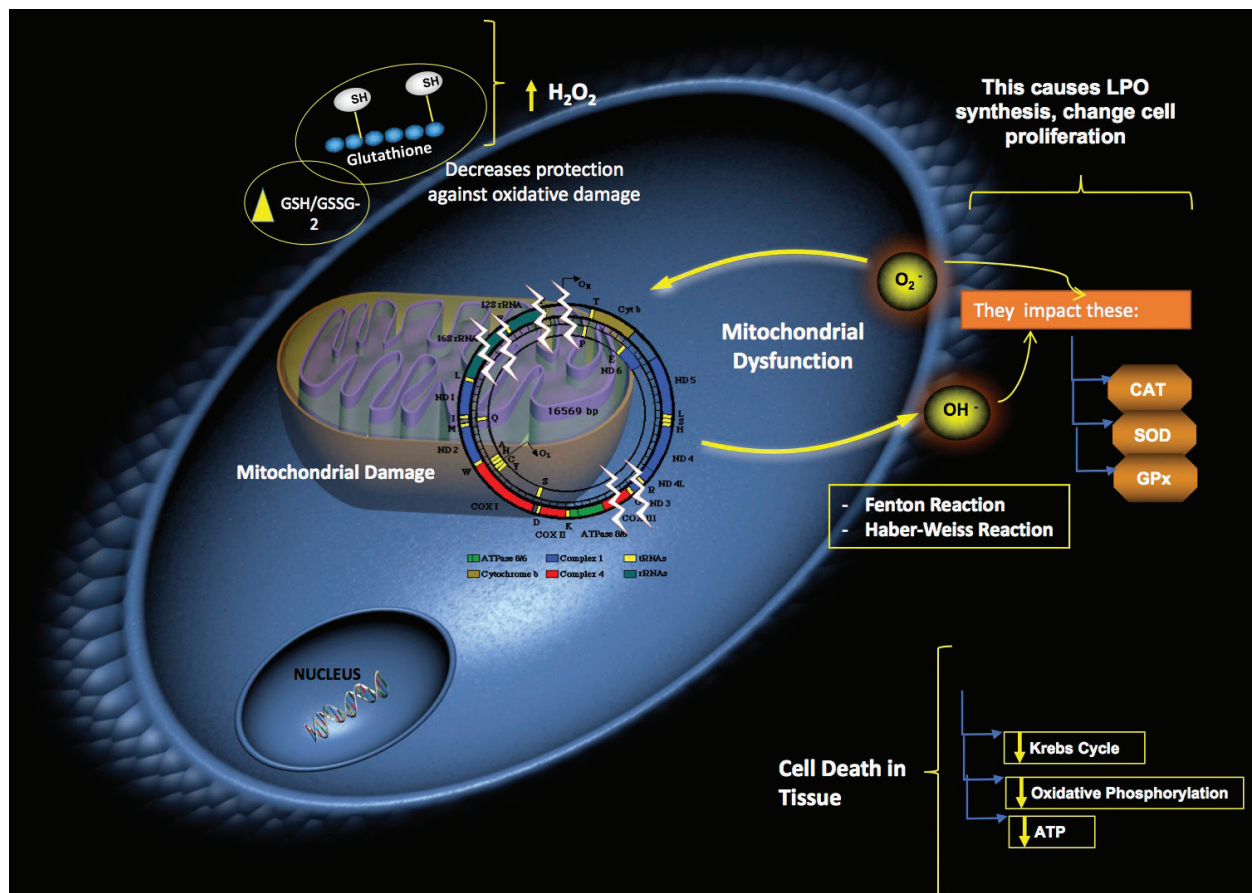 SH
SH
Glutathione
GSH/GSSG-
2
H₂O₂
Decreases protection
against oxidative damage
This causes LPO
synthesis, change cell
proliferation
O₂⁻
They impact these:
CAT
SOD
GPx
Mitochondrial
Dysfunction
OH⁻
- Fenton Reaction
- Haber-Weiss Reaction
Mitochondrial Damage
O
T
Cyt b
12S rRNA
16S rRNA
P
E
ND 6
L
ND 1
I
M
Q
16569 bp
ND 5
L
S
H
ND 2
A
N
C
Y
O
ND 4
W
S
R
ND 4L
ND 3
COX I
D
COX II
K
ATPase 8/6
ATPase 8/6
Complex 1
tRNAs
Cytochrome b
Complex 4
rRNAs
NUCLEUS
Cell Death in
Tissue
Krebs Cycle
Oxidative Phosphorylation
ATP